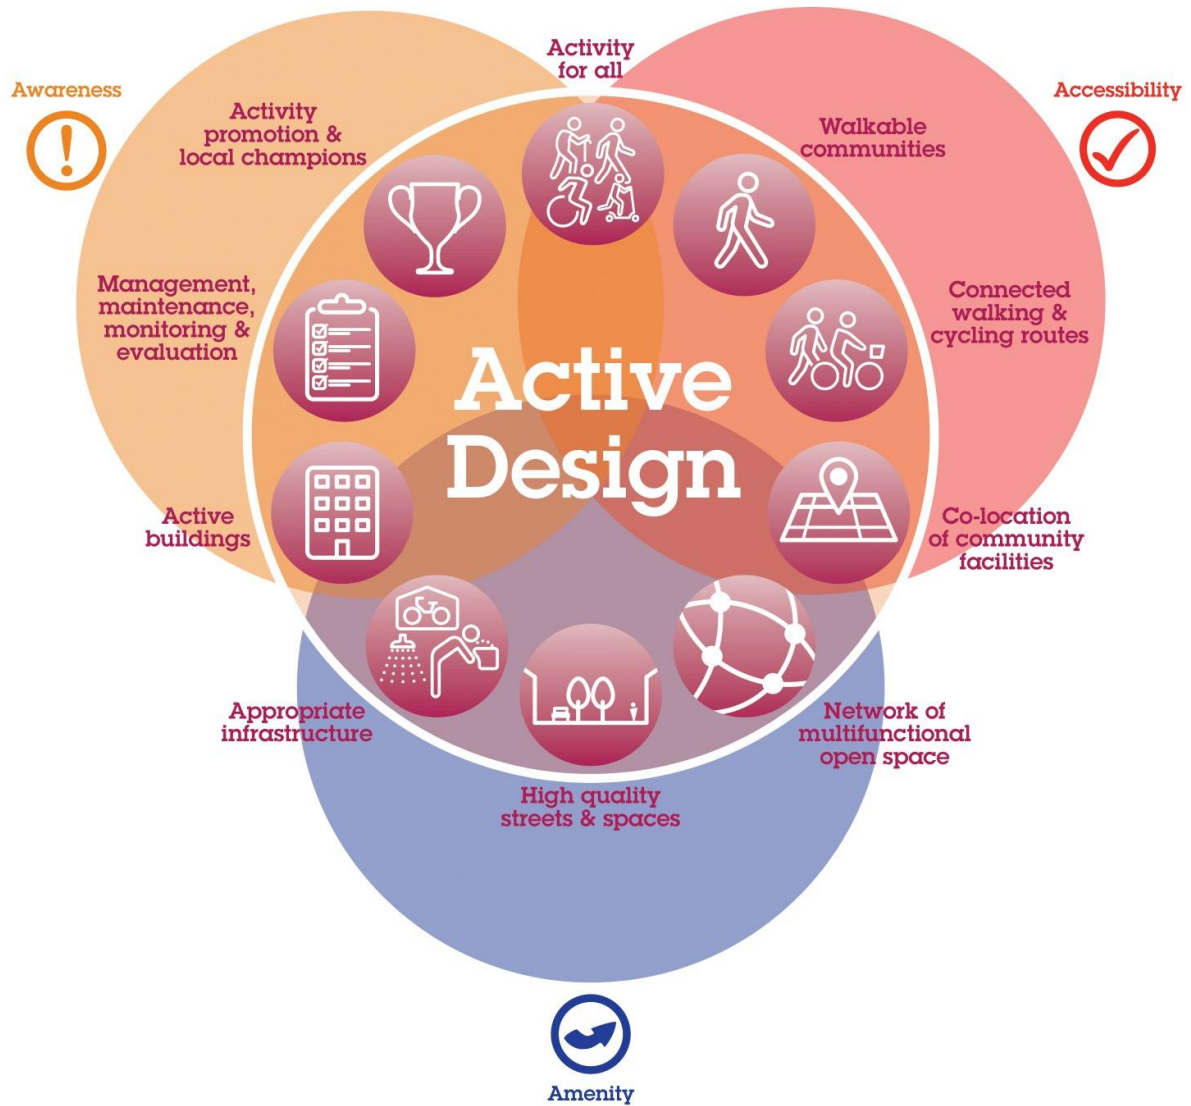 Activity
for all
Awareness
Accessibility
Activity
promotion &
local champions
Walkable
communities
Management,
maintenance,
monitoring &
evaluation
Connected
walking &
cycling routes
Active
Design
Active
buildings
Co-location
of community
facilities
Appropriate
infrastructure
Network of
multifunctional
open space
High quality
streets & spaces
Amenity